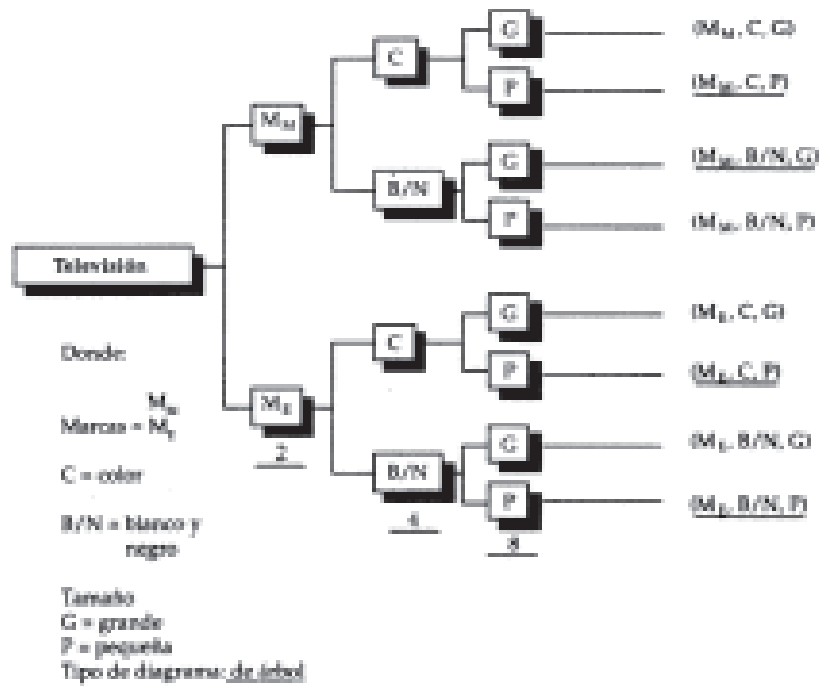 G (M_M, C, G)
C
P (M_M, C, P)
M_M
G (M_M, B/N, G)
B/N
P (M_M, B/N, P)
Televisión
G (M_E, C, G)
C
P (M_E, C, P)
M_E
2
G (M_E, B/N, G)
B/N
4
P (M_E, B/N, P)
8
Donde:
M_M
Marcas = M_E
C = color
B/N = blanco y
negro
Tamaño
G = grande
P = pequeña
Tipo de diagrama: de árbol